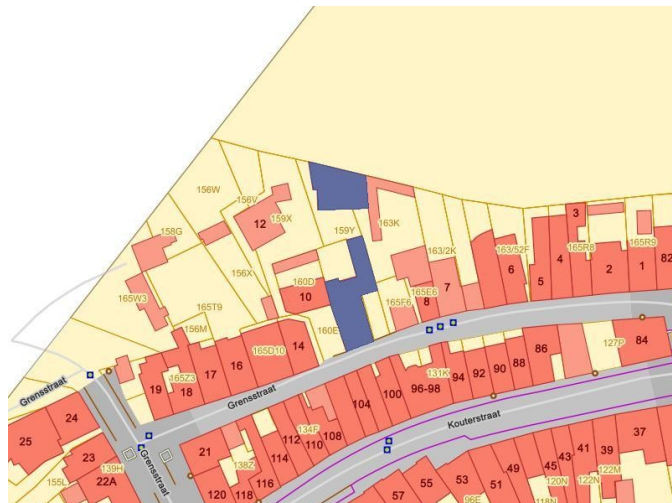 156W
156V
159X
12
158G
159Y
163K
3
165R8
165R9
163/2K
163/52F
6
5
4
2
1
82
156X
165W3
165T9
160D
10
165E6
7
8
165F6
156M
160E
165D10
14
16
17
165Z3
18
19
127P
84
86
88
90
92
94
131K
96-98
100
104
Grensstraat
Grensstraat
Grensstraat
Kouterstraat
24
25
23
139H
22A
155L
21
138Z
134F
108
110
112
114
116
118
120
37
39
41
43
45
49
51
53
55
57
122M
122N
120N
118N
96E